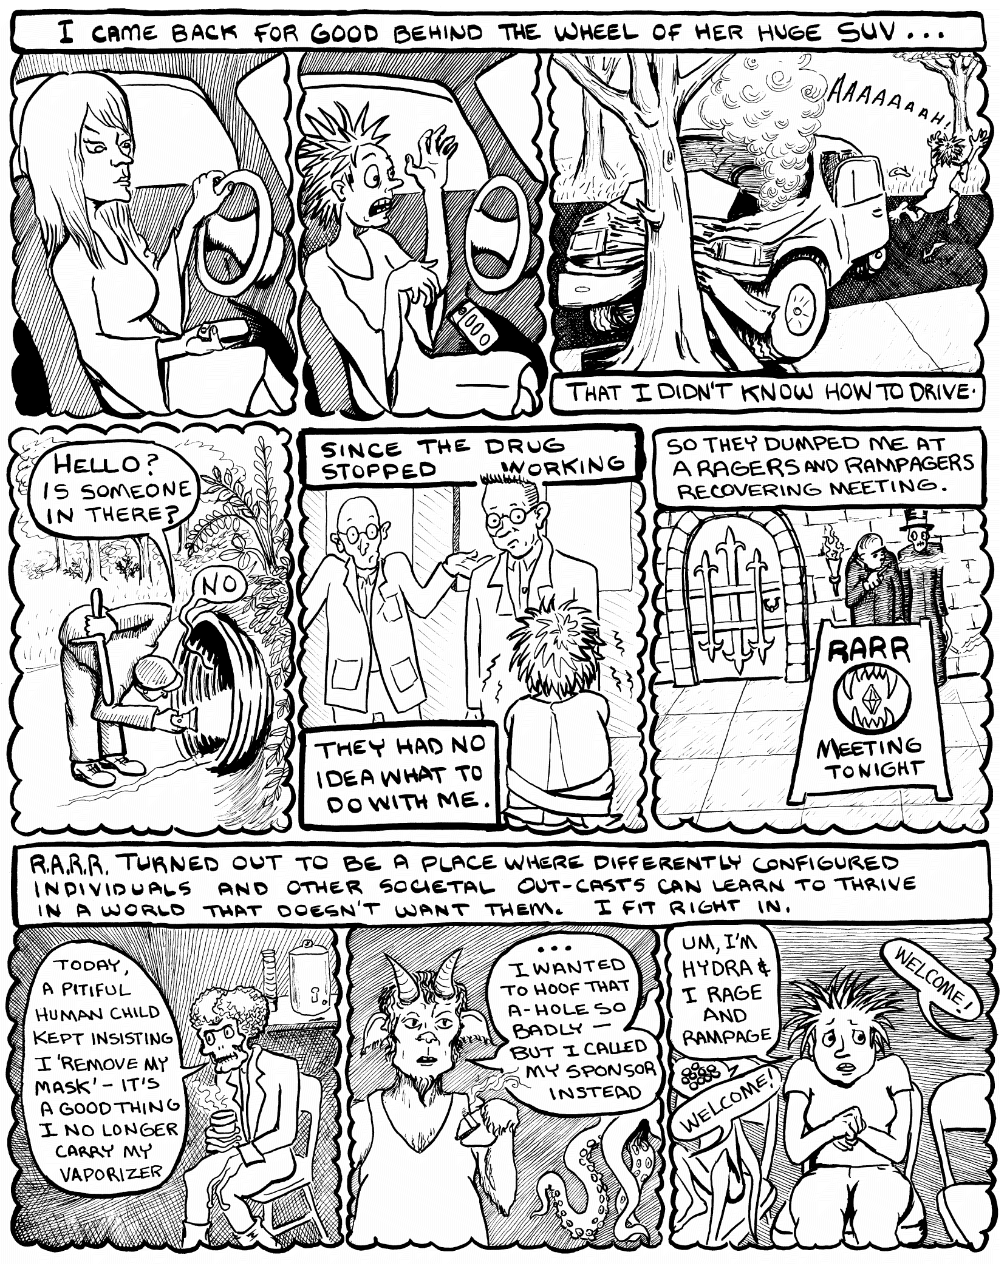 I CAME BACK FOR GOOD BEHIND THE WHEEL OF HER HUGE SUV...
000
AAAAAAAAH!
THAT I DIDN'T KNOW HOW TO DRIVE.
HELLO?
IS SOMEONE
IN THERE?
NO
SINCE THE DRUG
STOPPED WORKING
THEY HAD NO
IDEA WHAT TO
DO WITH ME.
SO THEY DUMPED ME AT
A RAGERS AND RAMPAGERS
RECOVERING MEETING.
RARR
MEETING
TONIGHT
R.A.R.R. TURNED OUT TO BE A PLACE WHERE DIFFERENTLY CONFIGURED
INDIVIDUALS AND OTHER SOCIETAL OUT-CASTS CAN LEARN TO THRIVE
IN A WORLD THAT DOESN'T WANT THEM. I FIT RIGHT IN.
TODAY,
A PITIFUL
HUMAN CHILD
KEPT INSISTING
I 'REMOVE MY
MASK' – IT'S
A GOOD THING
I NO LONGER
CARRY MY
VAPORIZER
...
I WANTED
TO HOOF THAT
A-HOLE SO
BADLY —
BUT I CALLED
MY SPONSOR
INSTEAD
UM, I'M
HYDRA &
I RAGE
AND
RAMPAGE
WELCOME!
WELCOME!